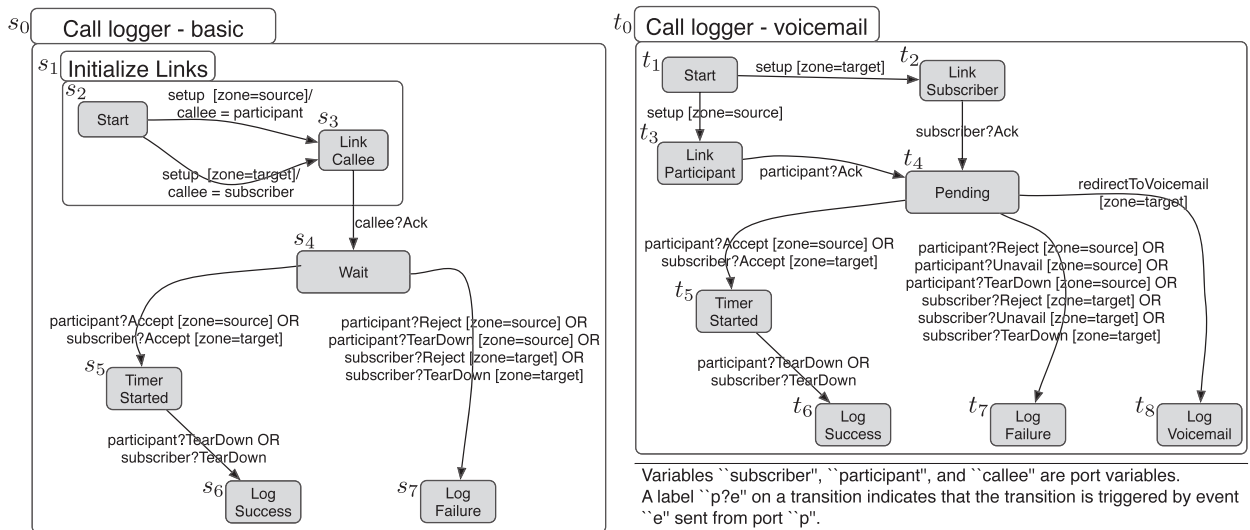 s0 Call logger - basic
s1 Initialize Links
s2
Start
setup [zone=source]/
callee = participant
s3
Link
Callee
setup [zone=target]/
callee = subscriber
callee?Ack
s4
Wait
participant?Accept [zone=source] OR
subscriber?Accept [zone=target]
participant?Reject [zone=source] OR
participant?TearDown [zone=source] OR
subscriber?Reject [zone=target] OR
subscriber?TearDown [zone=target]
s5
Timer
Started
participant?TearDown OR
subscriber?TearDown
s6
Log
Success
s7
Log
Failure
t0 Call logger - voicemail
t1
Start
setup [zone=target]
t2
Link
Subscriber
setup [zone=source]
t3
Link
Participant
participant?Ack
subscriber?Ack
t4
Pending
redirectToVoicemail
[zone=target]
participant?Accept [zone=source] OR
subscriber?Accept [zone=target]
participant?Reject [zone=source] OR
participant?Unavail [zone=source] OR
participant?TearDown [zone=source] OR
subscriber?Reject [zone=target] OR
subscriber?Unavail [zone=target] OR
subscriber?TearDown [zone=target]
t5
Timer
Started
participant?TearDown OR
subscriber?TearDown
t6
Log
Success
t7
Log
Failure
t8
Log
Voicemail
Variables ``subscriber", ``participant", and ``callee" are port variables.
A label ``p?e" on a transition indicates that the transition is triggered by event
``e" sent from port ``p".